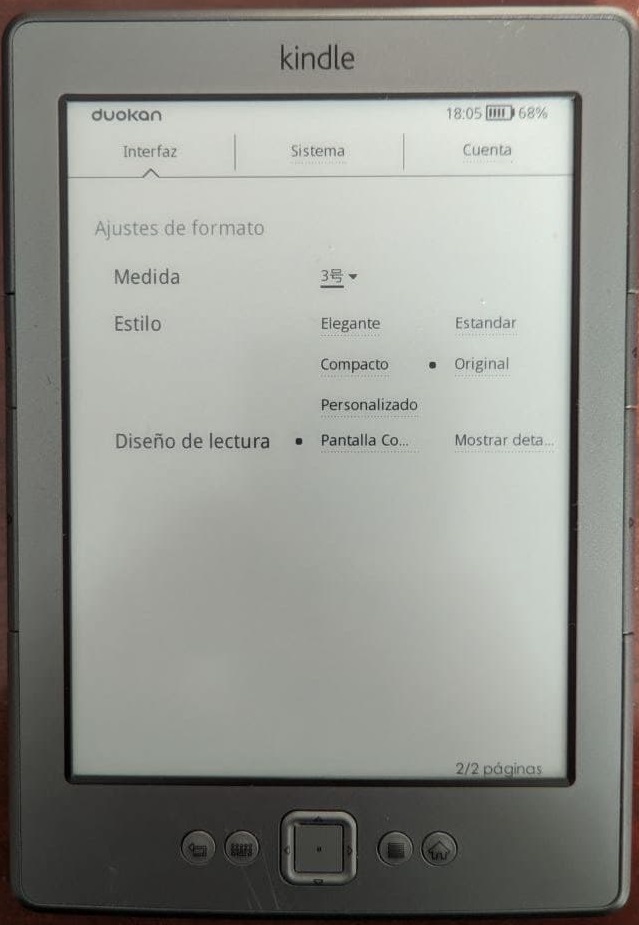 kindle
duokan 18:05 68%
Interfaz Sistema Cuenta
Ajustes de formato
Medida 3号
Estilo Elegante Estandar
Compacto • Original
Personalizado
Diseño de lectura • Pantalla Co... Mostrar deta...
2/2 páginas